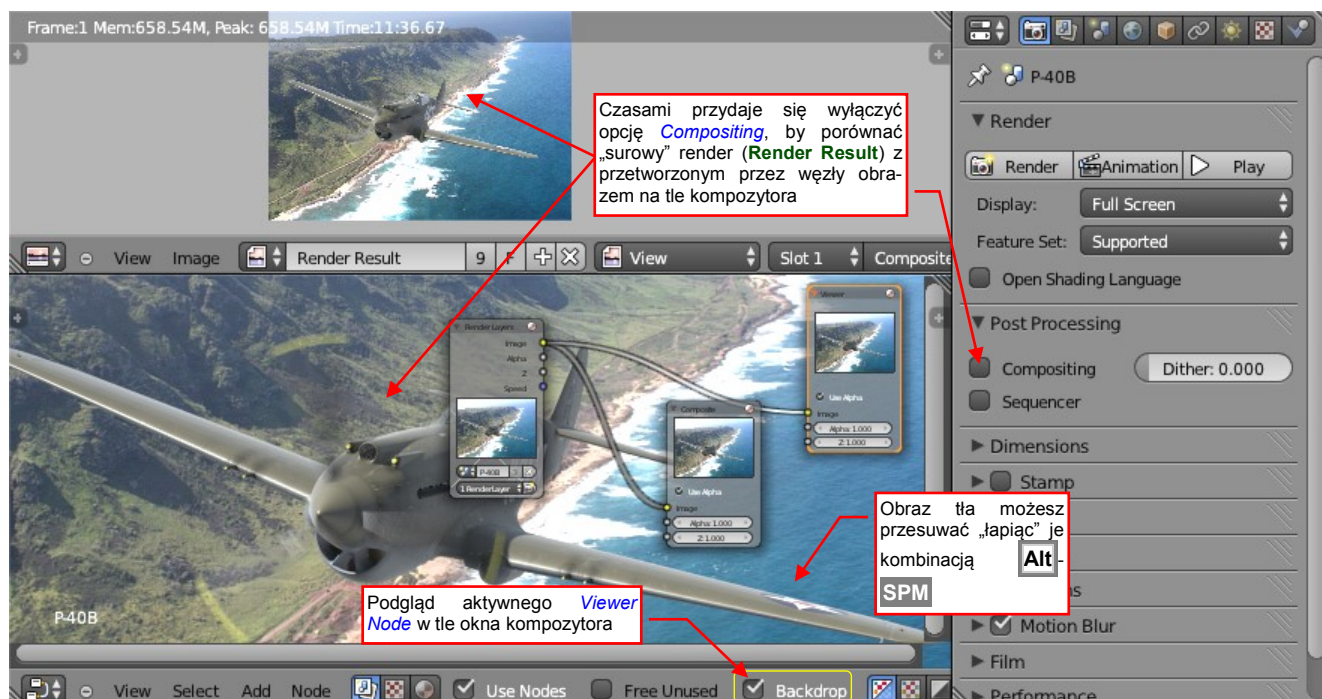 Frame:1 Mem:658.54M, Peak: 658.54M Time:11:36.67
P-40B
Render
Render Animation Play
Display: Full Screen
Feature Set: Supported
Open Shading Language
Post Processing
Compositing Dither: 0.000
Sequencer
Dimensions
Stamp
Motion Blur
Film
Performance
Czasami przydaje się wyłączyć
opcję Compositing, by porównać
„surowy” render (Render Result) z
przetworzonym przez węzły obra-
zem na tle kompozytora
View Image Render Result 9 F View Slot 1 Composite
Render Layers
Image
Alpha
Z
Speed
P-40B
1 RenderLayer
Composite
Use Alpha
Image
Alpha: 1.000
Z: 1.000
Viewer
Use Alpha
Image
Alpha: 1.000
Z: 1.000
Obraz tła możesz
przesuwać „łapiąc” je
kombinacją Alt-
SPM
Podgląd aktywnego Viewer
Node w tle okna kompozytora
P-40B
View Select Add Node Use Nodes Free Unused Backdrop